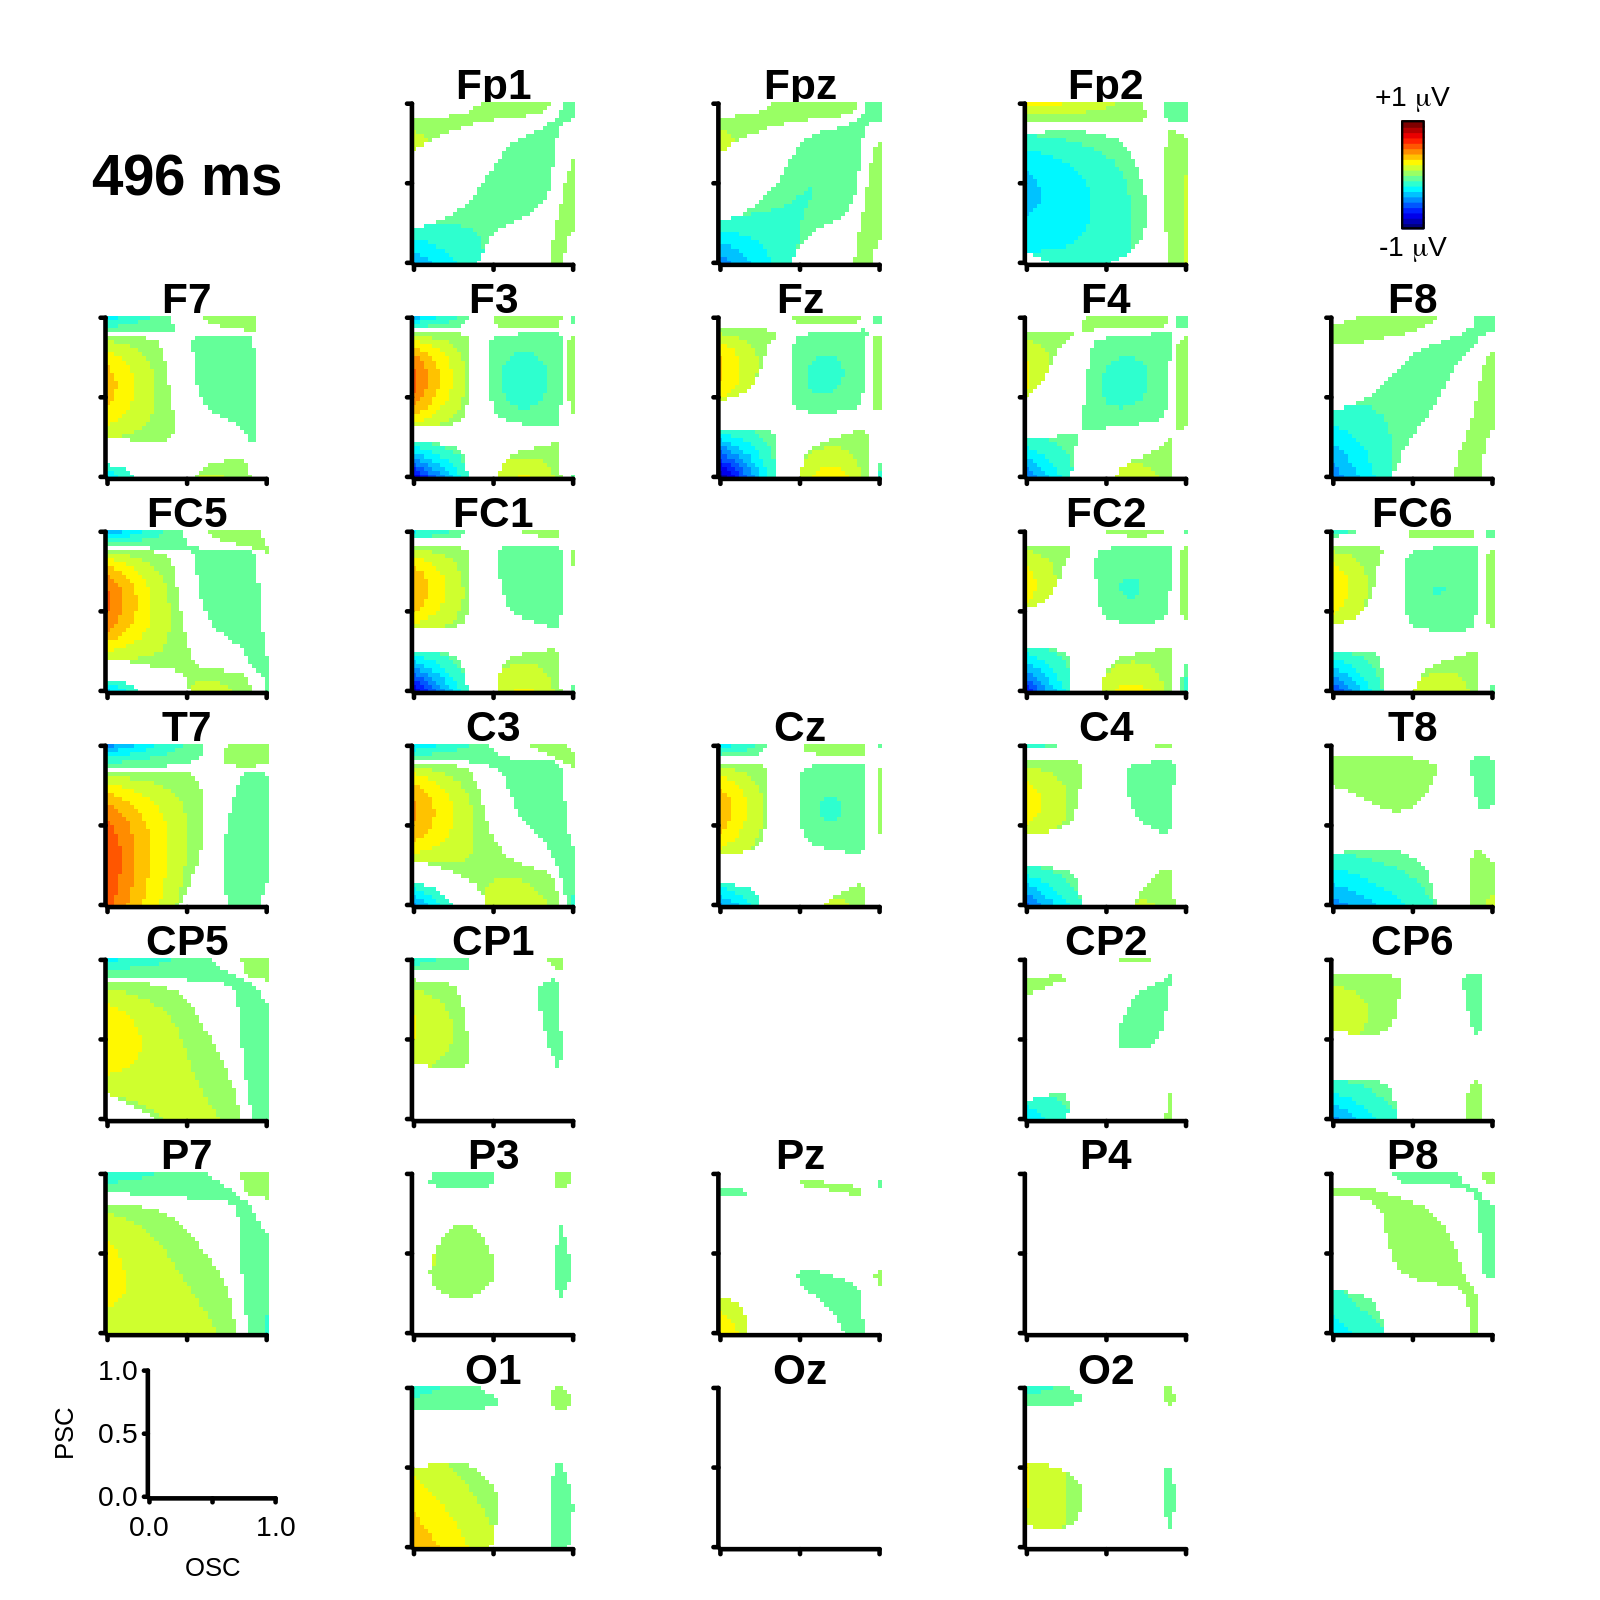 Fp1 Fpz Fp2
+1 μV
496 ms
-1 μV
F7 F3 Fz F4 F8
FC5 FC1 FC2 FC6
T7 C3 Cz C4 T8
CP5 CP1 CP2 CP6
P7 P3 Pz P4 P8
O1 Oz O2
1.0
0.5
0.0
PSC
0.0 1.0
OSC